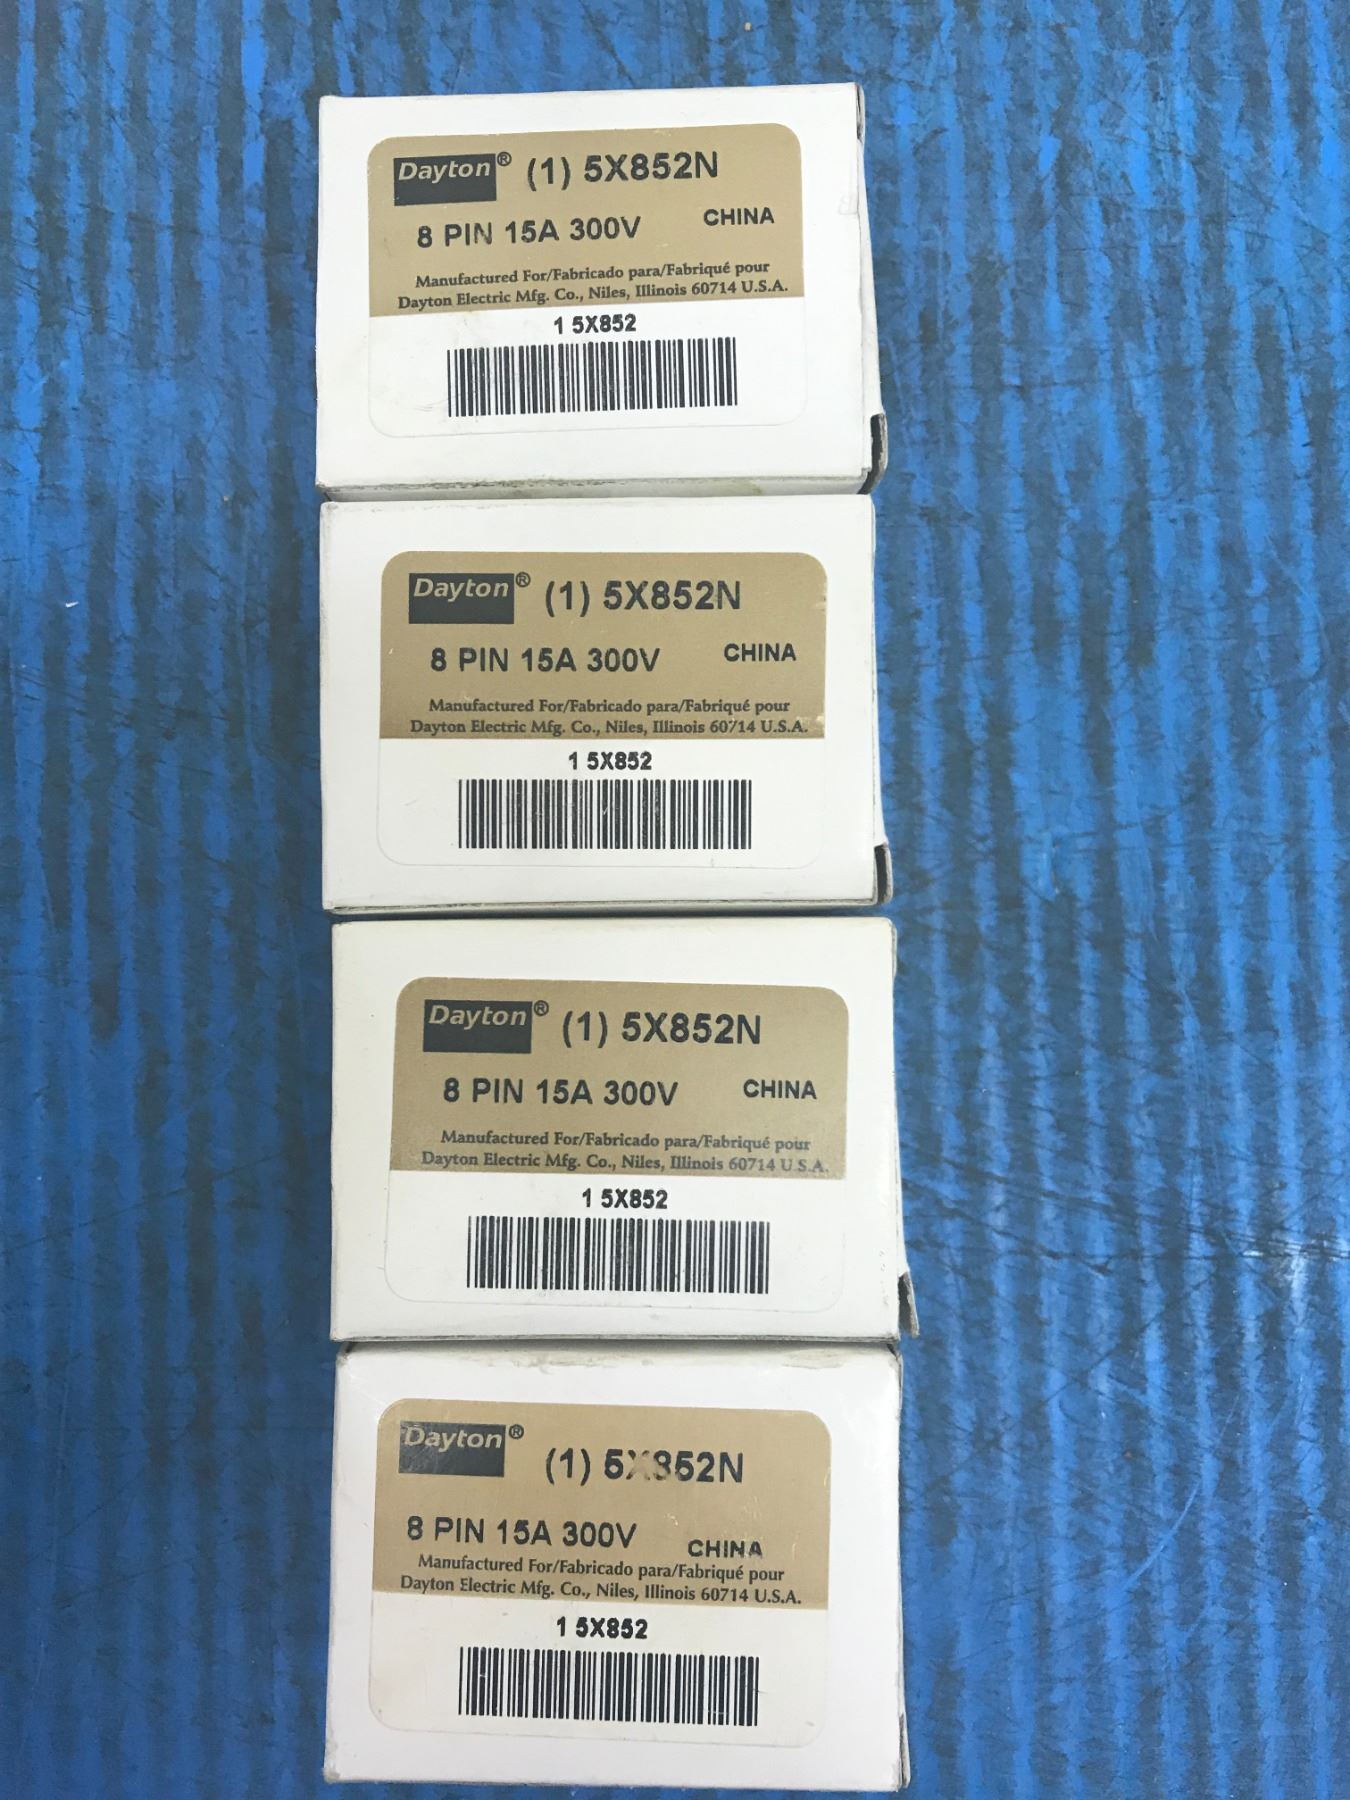 Dayton® (1) 5X852N
8 PIN 15A 300V CHINA
Manufactured For/Fabricado para/Fabriqué pour
Dayton Electric Mfg. Co., Niles, Illinois 60714 U.S.A.
1 5X852
Dayton® (1) 5X852N
8 PIN 15A 300V CHINA
Manufactured For/Fabricado para/Fabriqué pour
Dayton Electric Mfg. Co., Niles, Illinois 60714 U.S.A.
1 5X852
Dayton® (1) 5X852N
8 PIN 15A 300V CHINA
Manufactured For/Fabricado para/Fabriqué pour
Dayton Electric Mfg. Co., Niles, Illinois 60714 U.S.A.
1 5X852
Dayton® (1) 5X852N
8 PIN 15A 300V CHINA
Manufactured For/Fabricado para/Fabriqué pour
Dayton Electric Mfg. Co., Niles, Illinois 60714 U.S.A.
1 5X852